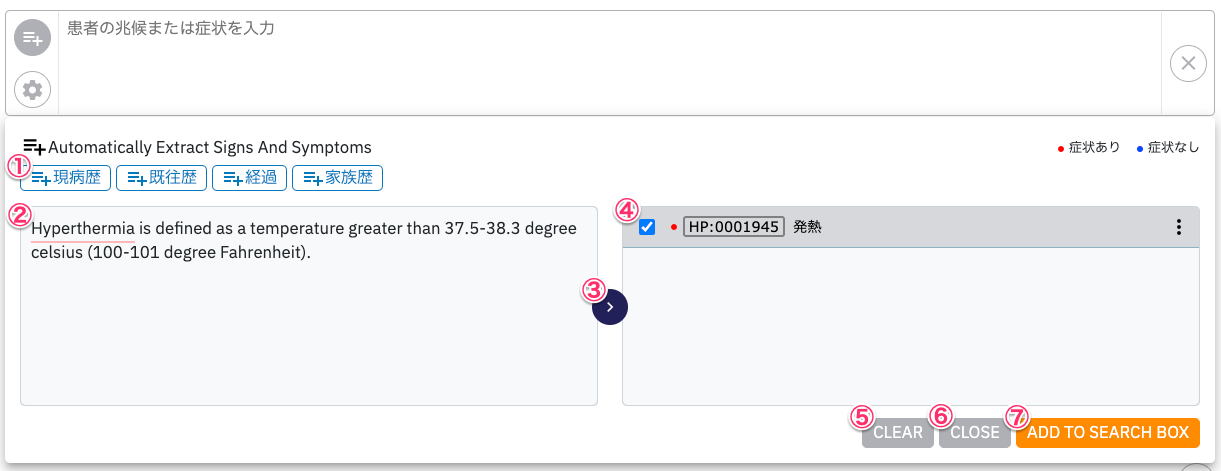 患者の兆候または症状を入力
Automatically Extract Signs And Symptoms
● 症状あり ● 症状なし
① 現病歴 既往歴 経過 家族歴
② Hyperthermia is defined as a temperature greater than 37.5-38.3 degree
celsius (100-101 degree Fahrenheit).
③
④ HP:0001945 発熱
⑤ CLEAR ⑥ CLOSE ⑦ ADD TO SEARCH BOX